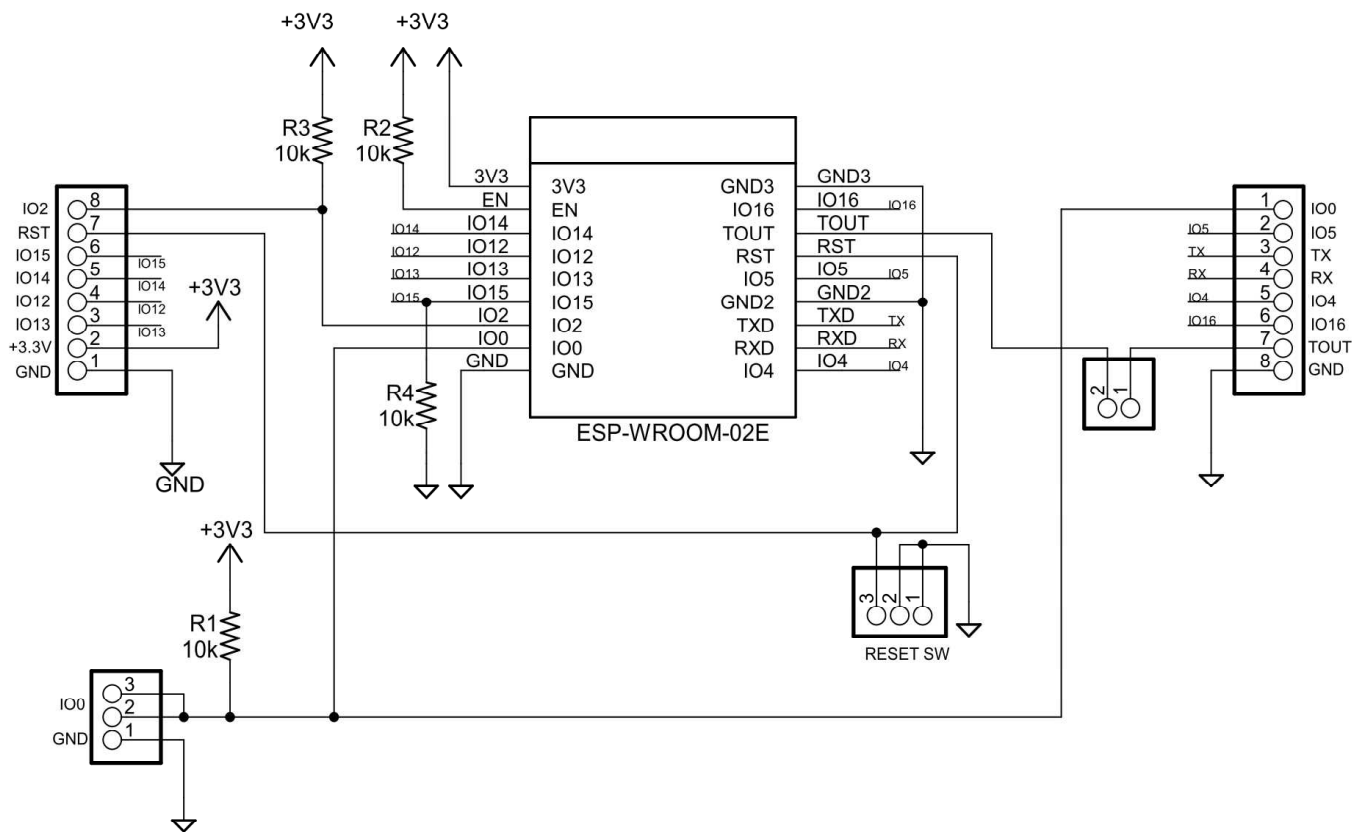 +3V3 +3V3
R3
10k
R2
10k
3V3
EN
IO14 IO14
IO12 IO12
IO13 IO13
IO15 IO15
IO2
IO0
GND
3V3 GND3
EN IO16
IO14 TOUT
IO12 RST
IO13 IO5
IO15 GND2
IO2 TXD
IO0 RXD
GND IO4
ESP-WROOM-02E
GND3
IO16 IO16
TOUT
RST
IO5 IO5
GND2
TXD TX
RXD RX
IO4 IO4
R4
10k
IO2 8
RST 7
IO15 6 IO15
IO14 5 IO14
IO12 4 IO12
IO13 3 IO13
+3.3V 2
GND 1
+3V3
GND
1 IO0
IO5 2 IO5
TX 3 TX
RX 4 RX
IO4 5 IO4
IO16 6 IO16
7 TOUT
8 GND
2 1
3 2 1
RESET SW
+3V3
R1
10k
IO0
3
2
GND 1